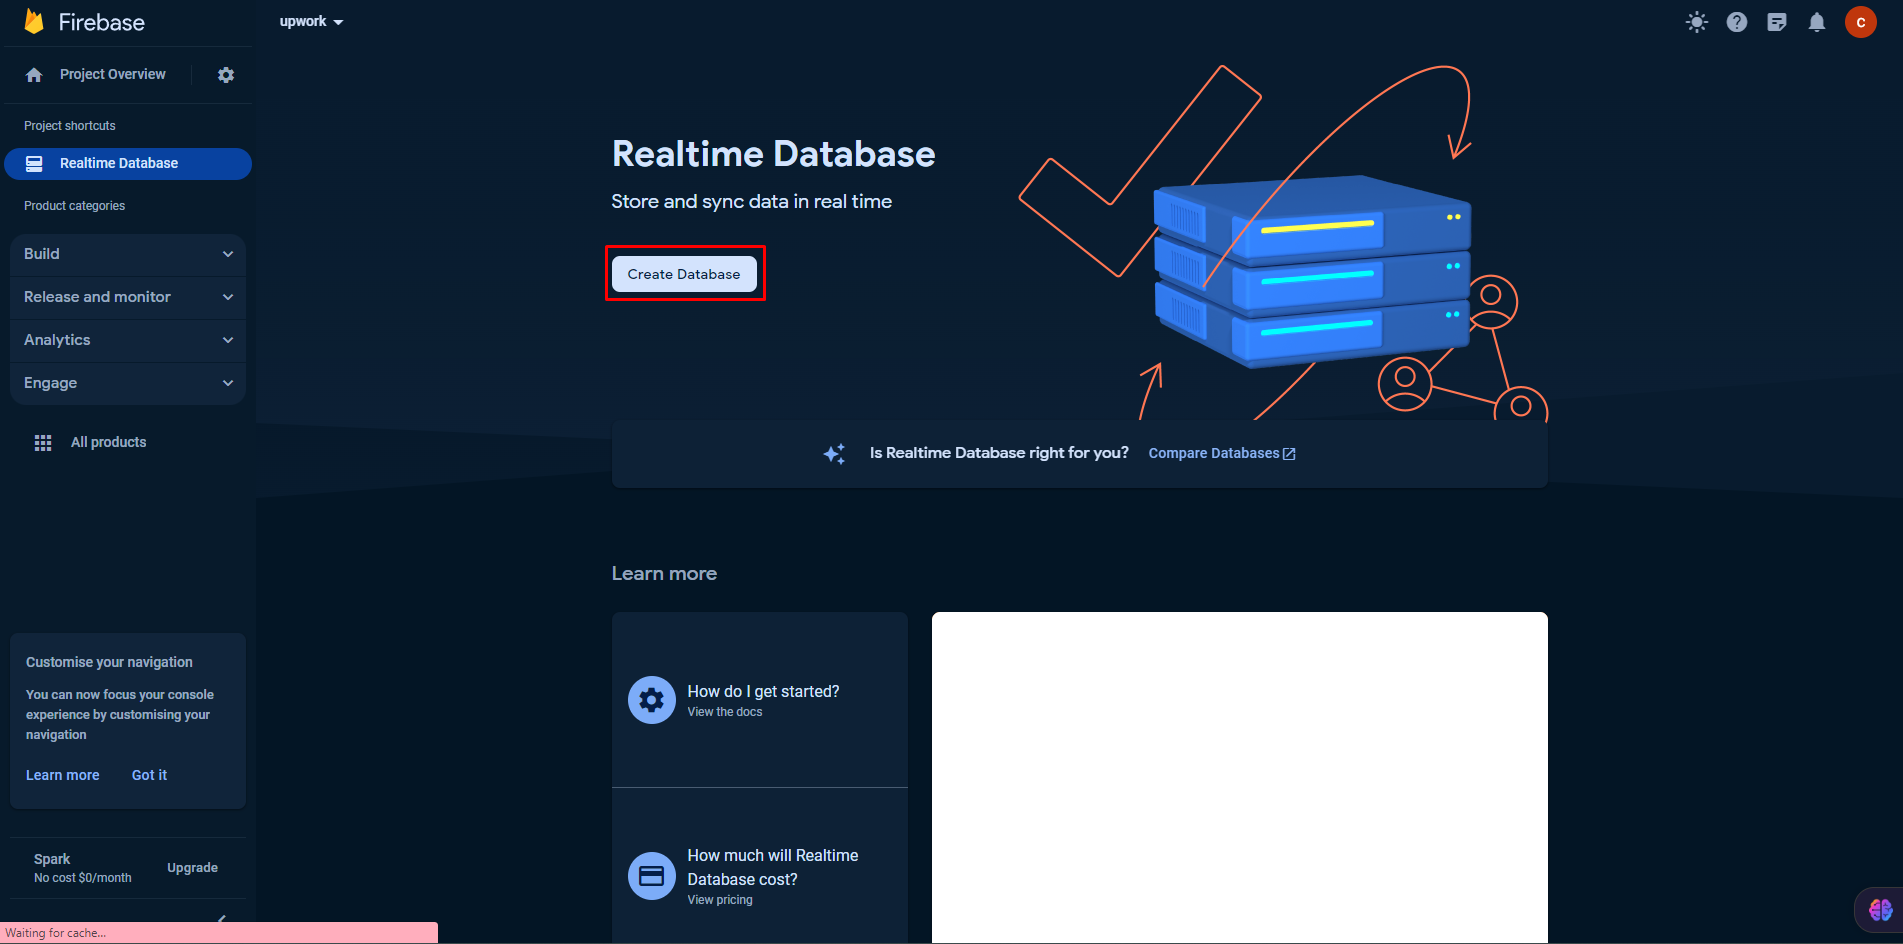 Firebase
upwork
C
Project Overview
Project shortcuts
Realtime Database
Product categories
Build
Release and monitor
Analytics
Engage
All products
Customise your navigation
You can now focus your console
experience by customising your
navigation
Learn more Got it
Spark
No cost $0/month
Upgrade
Waiting for cache...
Realtime Database
Store and sync data in real time
Create Database
Is Realtime Database right for you? Compare Databases
Learn more
How do I get started?
View the docs
How much will Realtime
Database cost?
View pricing